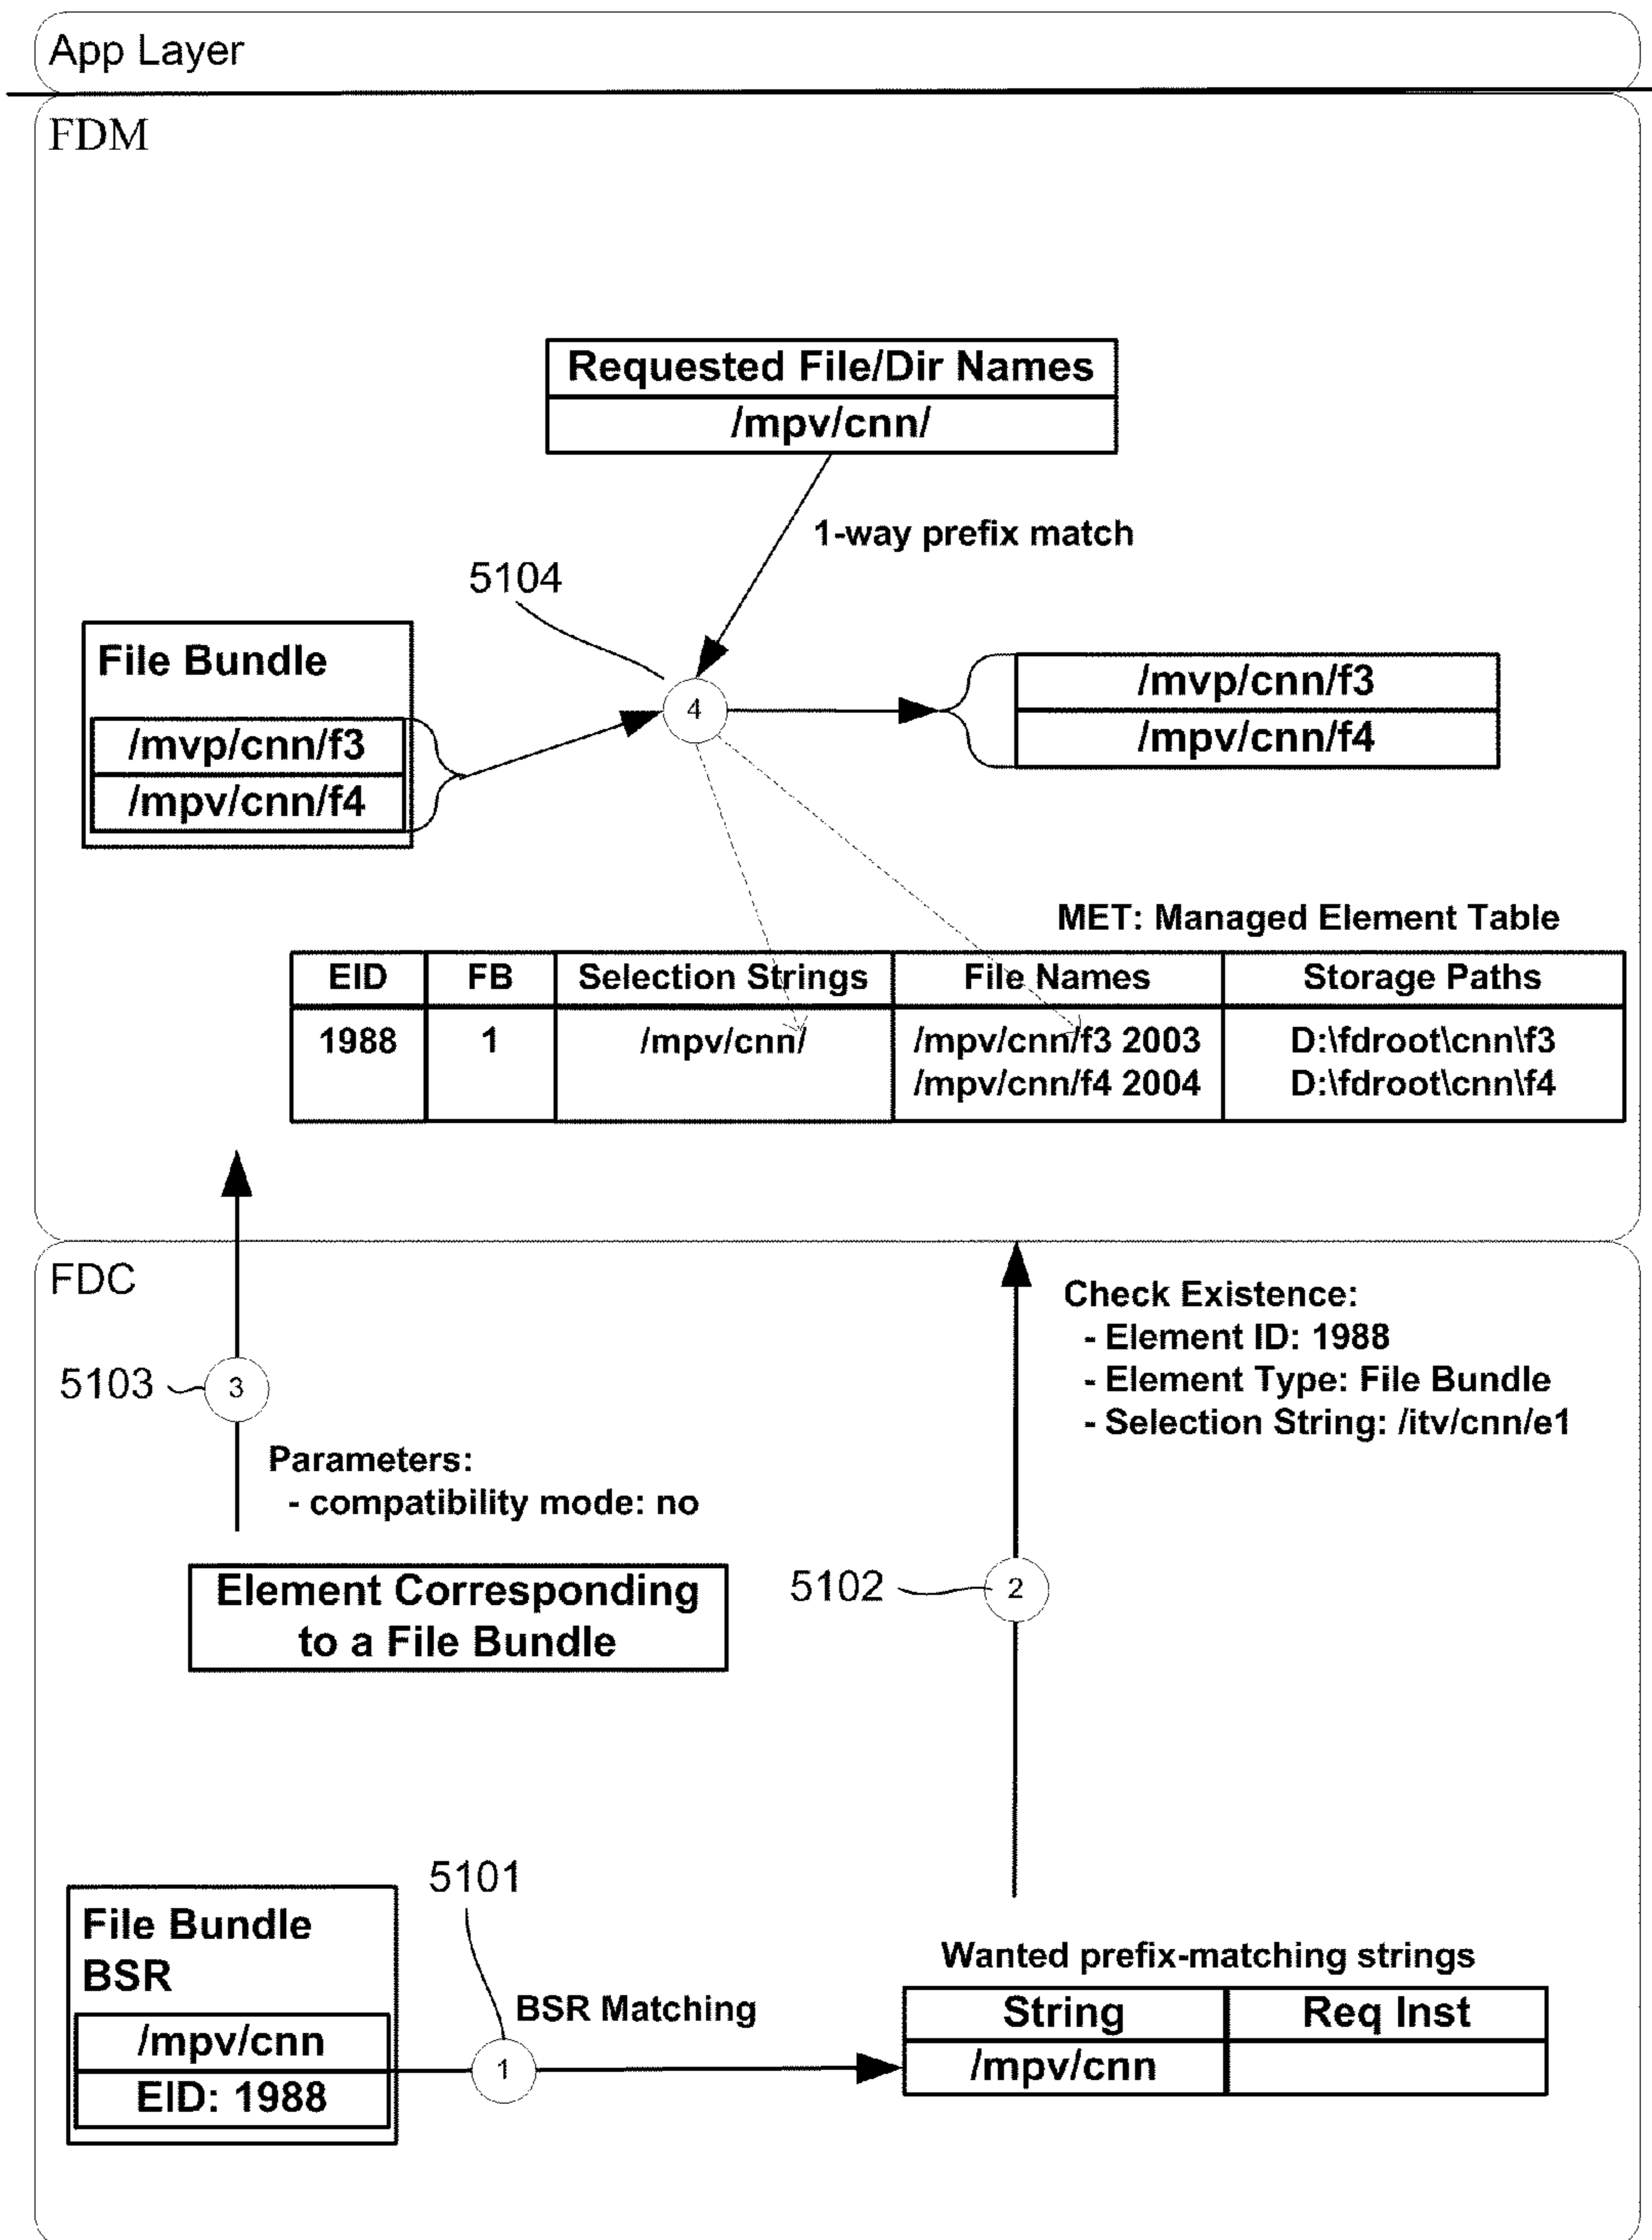 App Layer
FDM
Requested File/Dir Names
/mpv/cnn/
1-way prefix match
5104
File Bundle
/mvp/cnn/f3
/mpv/cnn/f4
4
/mvp/cnn/f3
/mpv/cnn/f4
MET: Managed Element Table
EID FB Selection Strings File Names Storage Paths
1988 1 /mpv/cnn/ /mpv/cnn/f3 2003 D:\fdroot\cnn\f3
/mpv/cnn/f4 2004 D:\fdroot\cnn\f4
FDC
Check Existence:
- Element ID: 1988
- Element Type: File Bundle
- Selection String: /itv/cnn/e1
5103
3
Parameters:
- compatibility mode: no
Element Corresponding
to a File Bundle
5102
2
5101
File Bundle
BSR
/mpv/cnn
EID: 1988
BSR Matching
1
Wanted prefix-matching strings
String Req Inst
/mpv/cnn